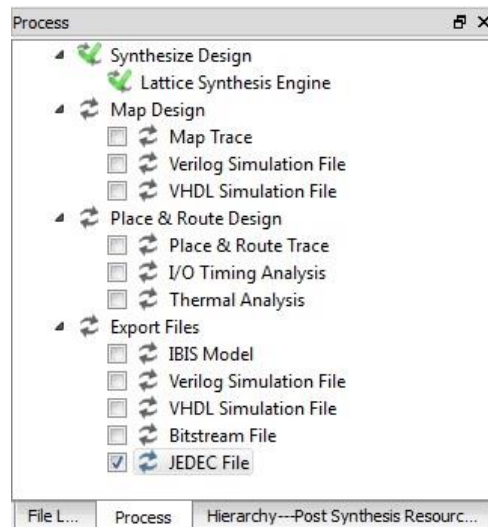 Process
Synthesize Design
Lattice Synthesis Engine
Map Design
Map Trace
Verilog Simulation File
VHDL Simulation File
Place & Route Design
Place & Route Trace
I/O Timing Analysis
Thermal Analysis
Export Files
IBIS Model
Verilog Simulation File
VHDL Simulation File
Bitstream File
JEDEC File
File L... Process Hierarchy---Post Synthesis Resourc...